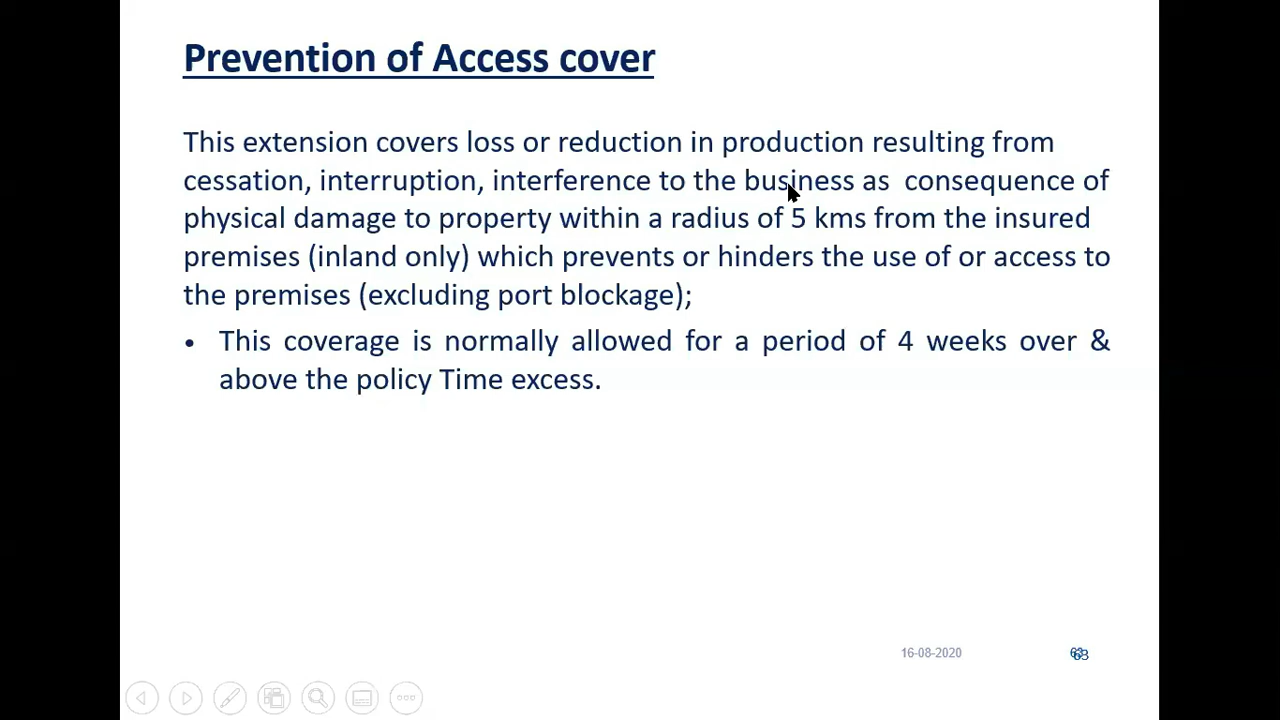 Prevention of Access cover
This extension covers loss or reduction in production resulting from
cessation, interruption, interference to the business as consequence of
physical damage to property within a radius of 5 kms from the insured
premises (inland only) which prevents or hinders the use of or access to
the premises (excluding port blockage);
• This coverage is normally allowed for a period of 4 weeks over &
above the policy Time excess.
16-08-2020